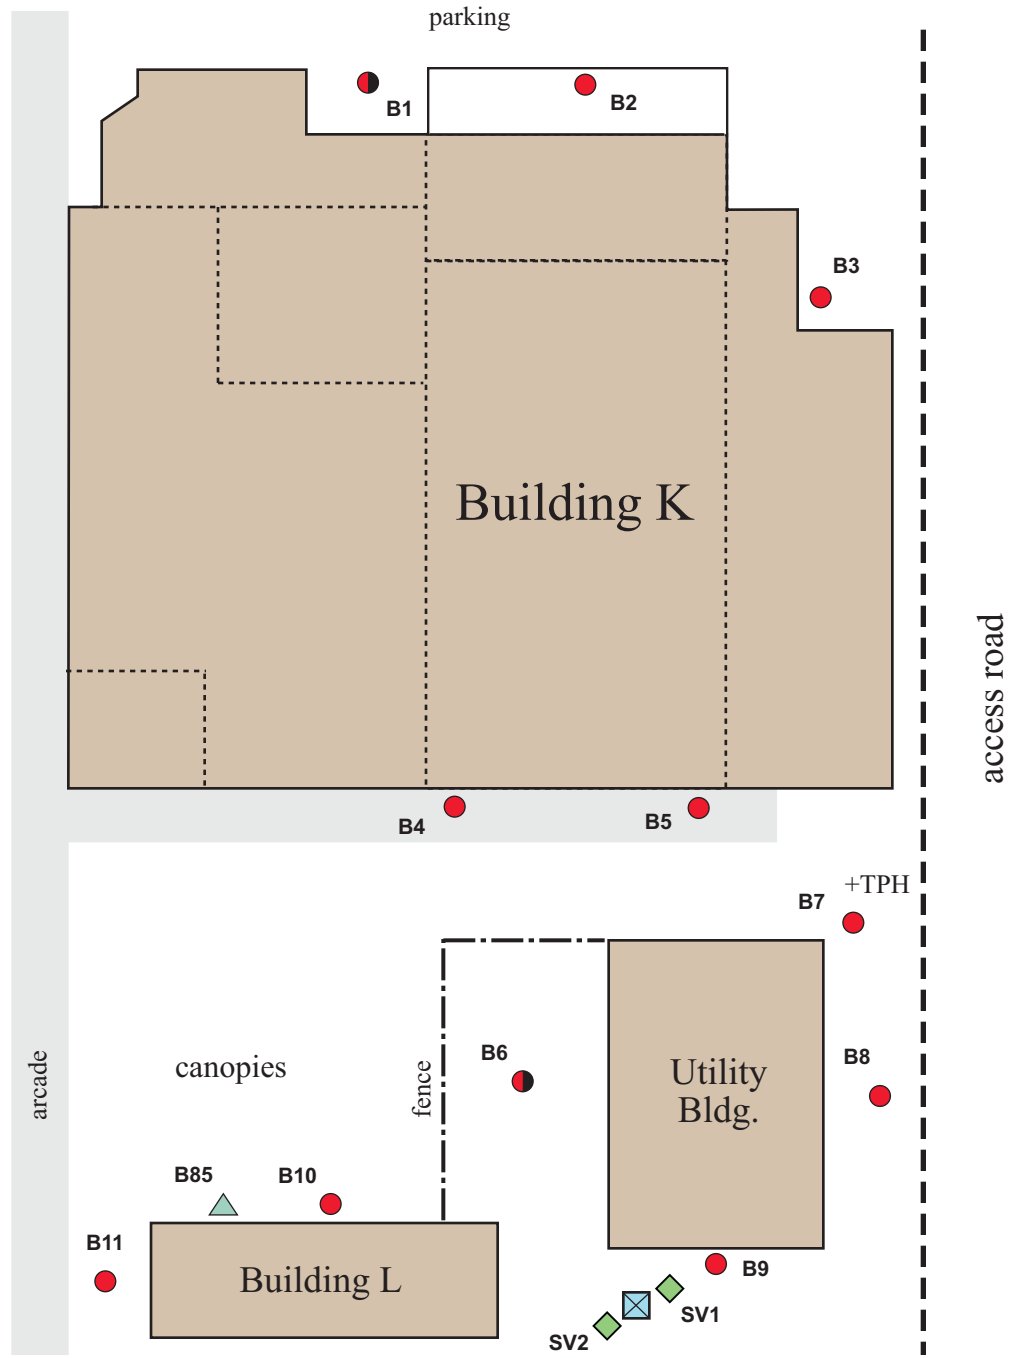 parking
B1
B2
B3
Building K
access road
B4
B5
+TPH
B7
arcade
canopies
fence
B6
Utility
Bldg.
B8
B85
B10
B11
Building L
B9
SV1
SV2